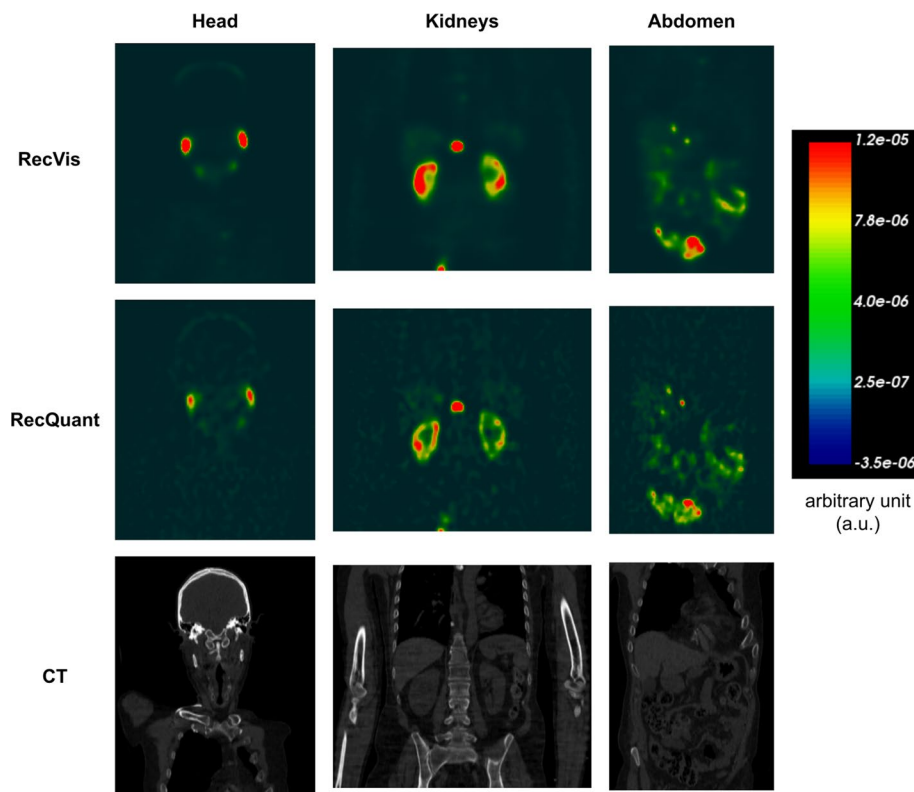 Head Kidneys Abdomen
RecVis
1.2e-05
7.8e-06
4.0e-06
2.5e-07
-3.5e-06
RecQuant
arbitrary unit
(a.u.)
CT